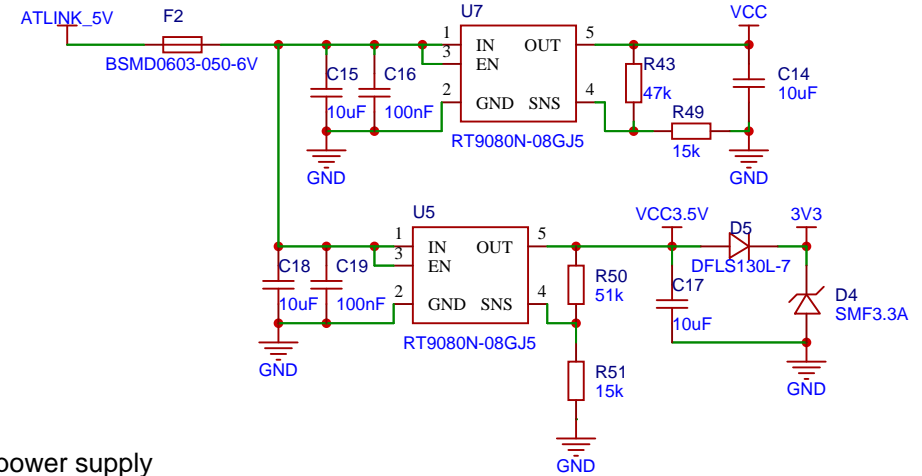 ATLINK_5V
F2
BSMD0603-050-6V
U7
VCC
1
IN
OUT
5
3
EN
2
GND
SNS
4
RT9080N-08GJ5
C15
10uF
C16
100nF
R43
47k
R49
15k
C14
10uF
GND
GND
U5
VCC3.5V
D5
3V3
1
IN
OUT
5
3
EN
2
GND
SNS
4
RT9080N-08GJ5
DFLS130L-7
C18
10uF
C19
100nF
R50
51k
C17
10uF
D4
SMF3.3A
GND
R51
15k
GND
GND
power supply